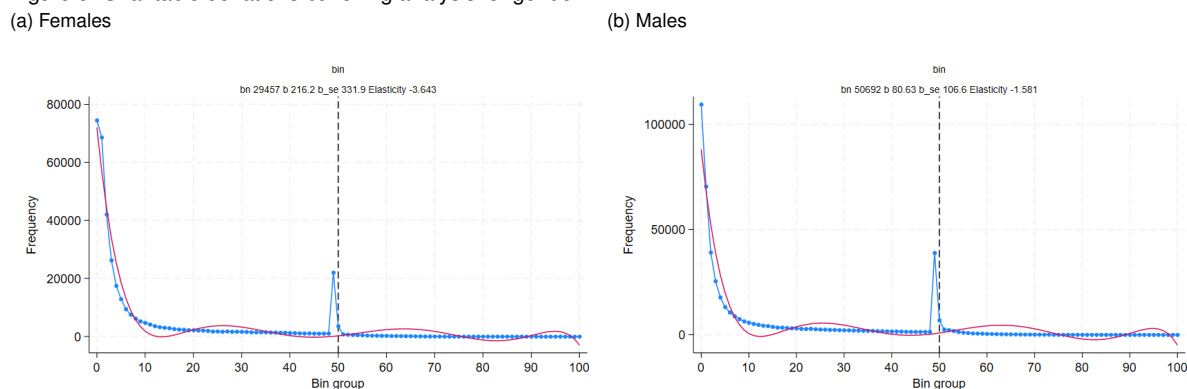 (a) Females
(b) Males
bin
bn 29457 b 216.2 b_se 331.9 Elasticity -3.643
80000
60000
40000
20000
0
Frequency
0 10 20 30 40 50 60 70 80 90 100
Bin group
bin
bn 50692 b 80.63 b_se 106.6 Elasticity -1.581
100000
50000
0
Frequency
0 10 20 30 40 50 60 70 80 90 100
Bin group